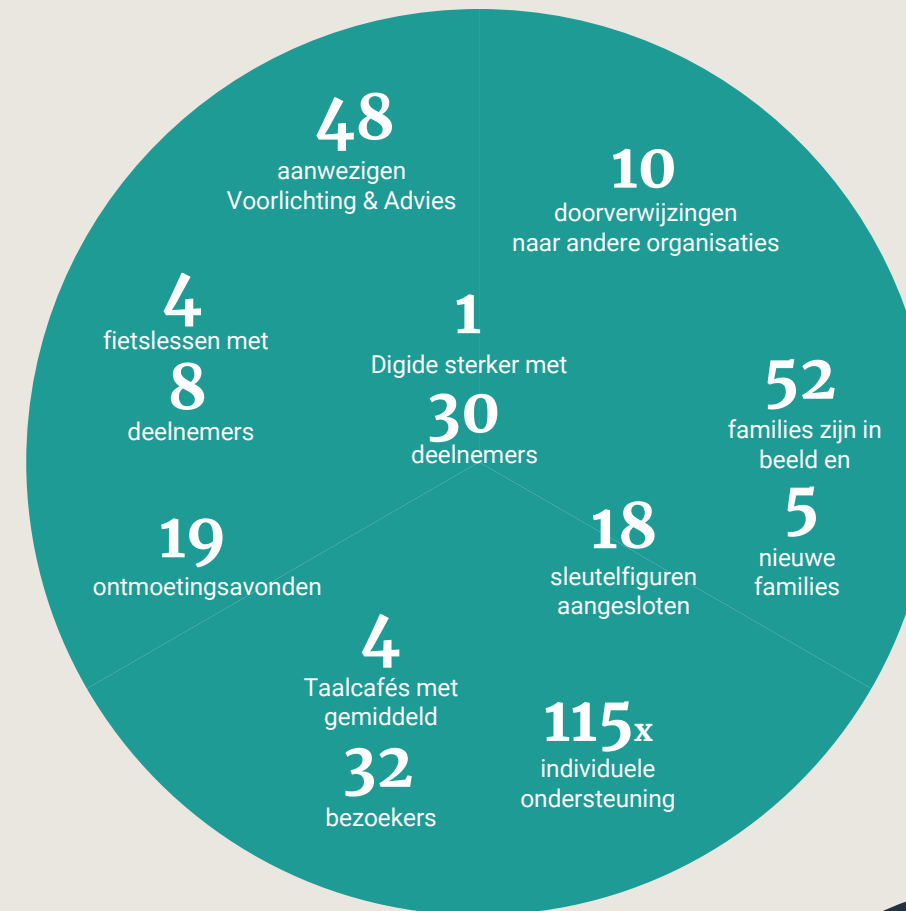 48
aanwezigen
Voorlichting & Advies
10
doorverwijzingen
naar andere organisaties
4
fietslessen met
8
deelnemers
1
Digide sterker met
30
deelnemers
52
families zijn in
beeld en
5
nieuwe
families
19
ontmoetingsavonden
18
sleutelfiguren
aangesloten
4
Taalcafés met
gemiddeld
32
bezoekers
115x
individuele
ondersteuning